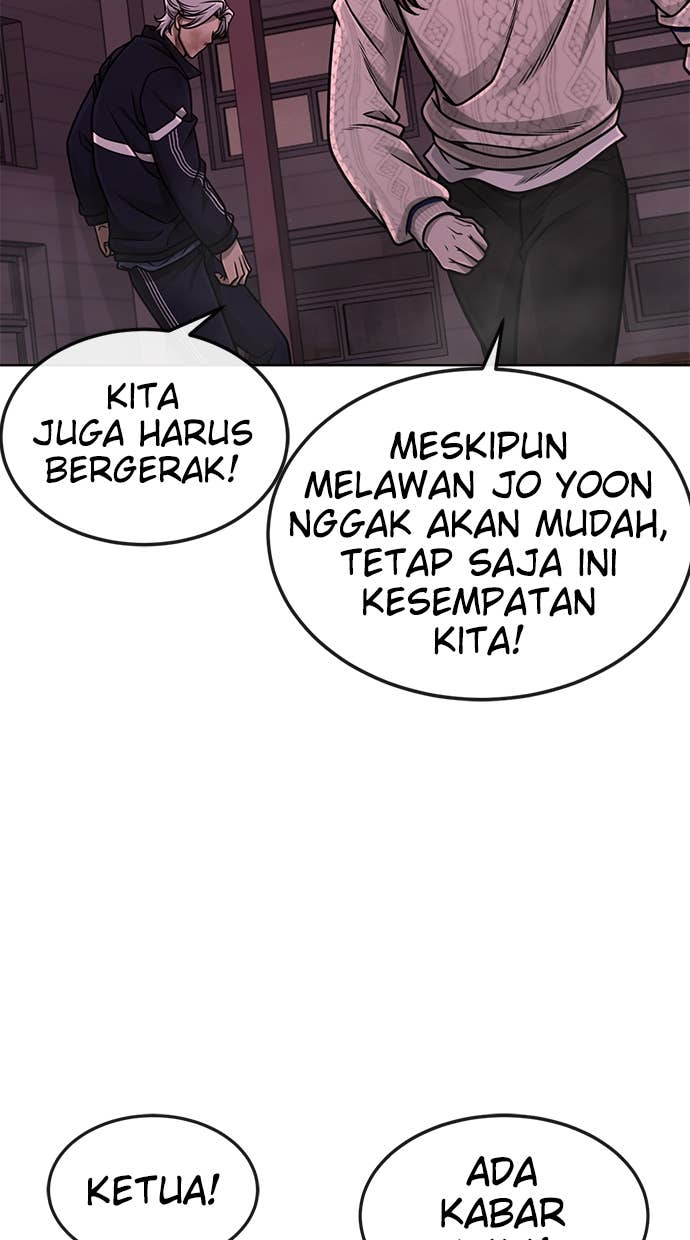 KITA
JUGA HARUS
BERGERAK!
MESKIPUN
MELAWAN JO YOON
NGGAK AKAN MUDAH,
TETAP SAJA INI
KESEMPATAN
KITA!
KETUA!
ADA
KABAR